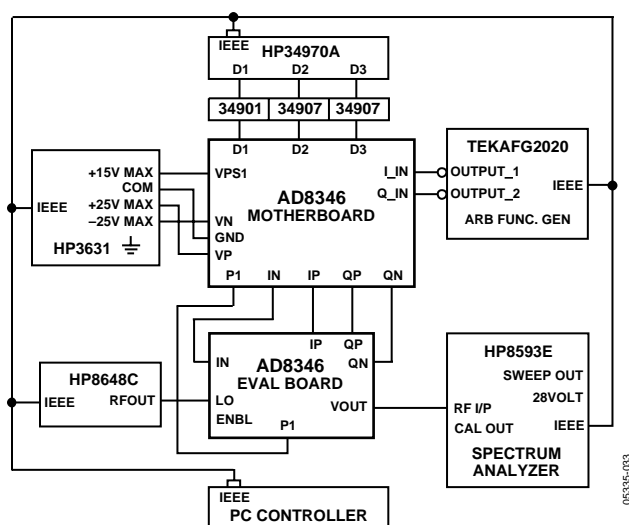 IEEE
HP34970A
D1 D2 D3
34901 34907 34907
D1 D2 D3
VPS1
I_IN
Q_IN
AD8346
MOTHERBOARD
VN
GND
VP
P1 IN IP QP QN
+15V MAX
COM
+25V MAX
–25V MAX
IEEE
HP3631
TEKAFG2020
OUTPUT_1
OUTPUT_2
IEEE
ARB FUNC. GEN
IP QP
IN
QN
AD8346
EVAL BOARD
LO
ENBL
VOUT
P1
HP8648C
IEEE RFOUT
HP8593E
SWEEP OUT
28VOLT
RF I/P
CAL OUT
IEEE
SPECTRUM
ANALYZER
IEEE
PC CONTROLLER
05335-033